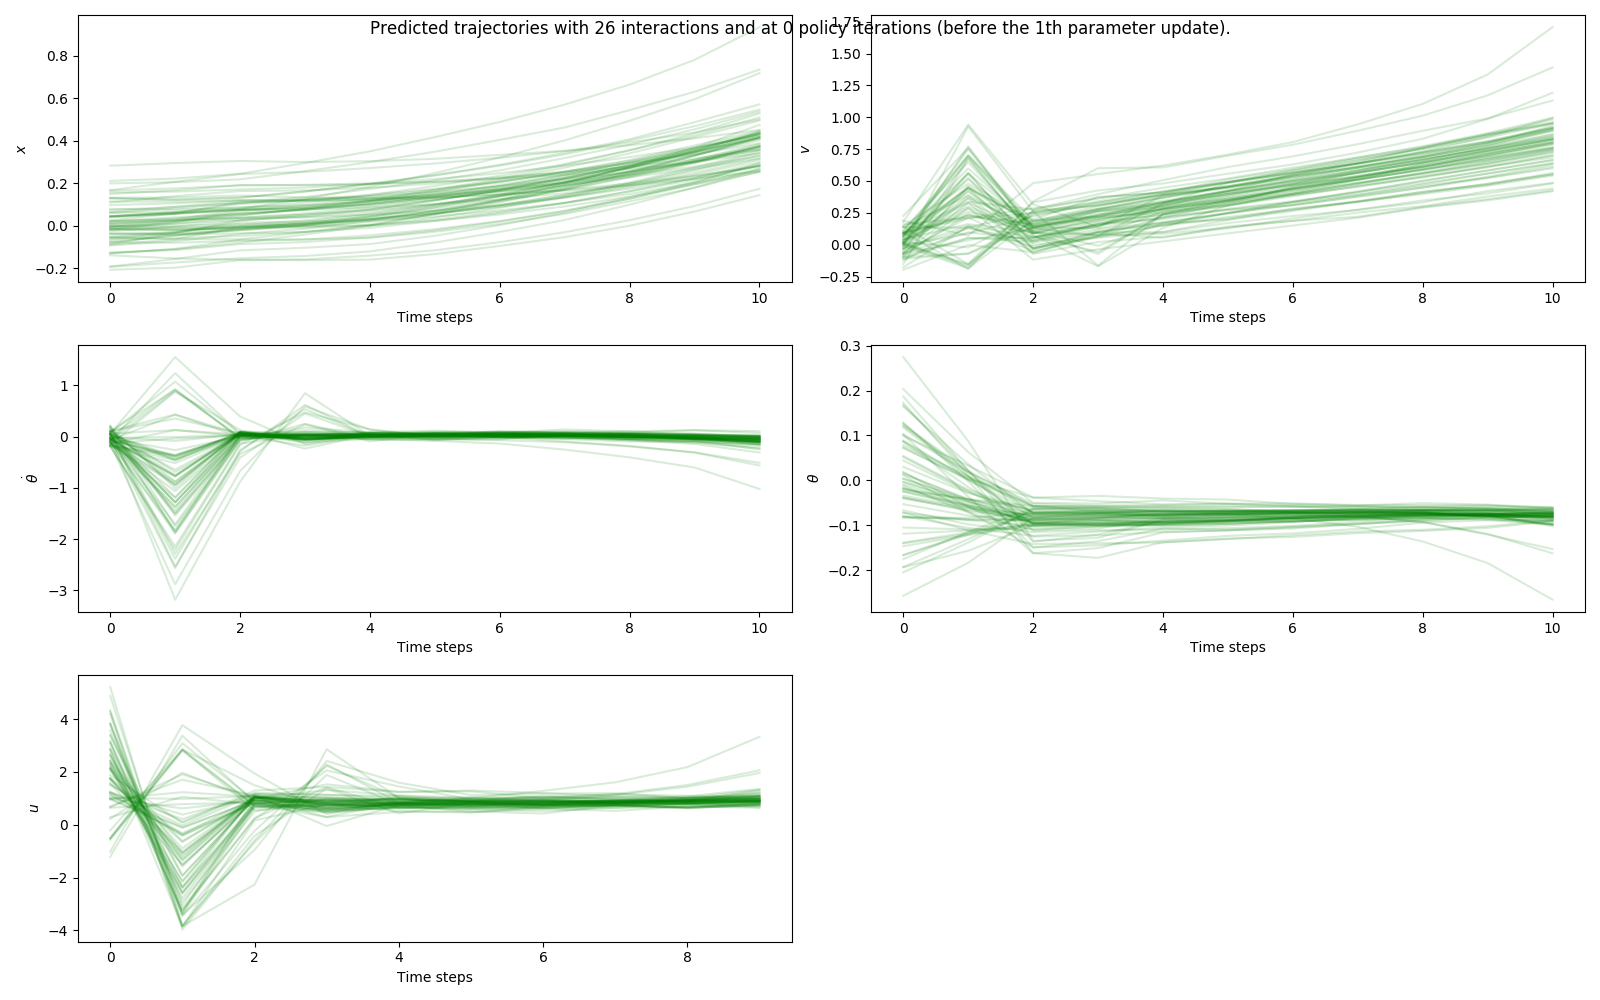 Predicted trajectories with 26 interactions and at 0 policy iterations (before the 1th parameter update).
0.8
0.6
0.4
0.2
0.0
−0.2
x
0 2 4 6 8 10
Time steps
1.75
1.50
1.25
1.00
0.75
0.50
0.25
0.00
−0.25
v
0 2 4 6 8 10
Time steps
1
0
−1
−2
−3
θ̇
0 2 4 6 8 10
Time steps
0.3
0.2
0.1
0.0
−0.1
−0.2
θ
0 2 4 6 8 10
Time steps
4
2
0
−2
−4
u
0 2 4 6 8
Time steps